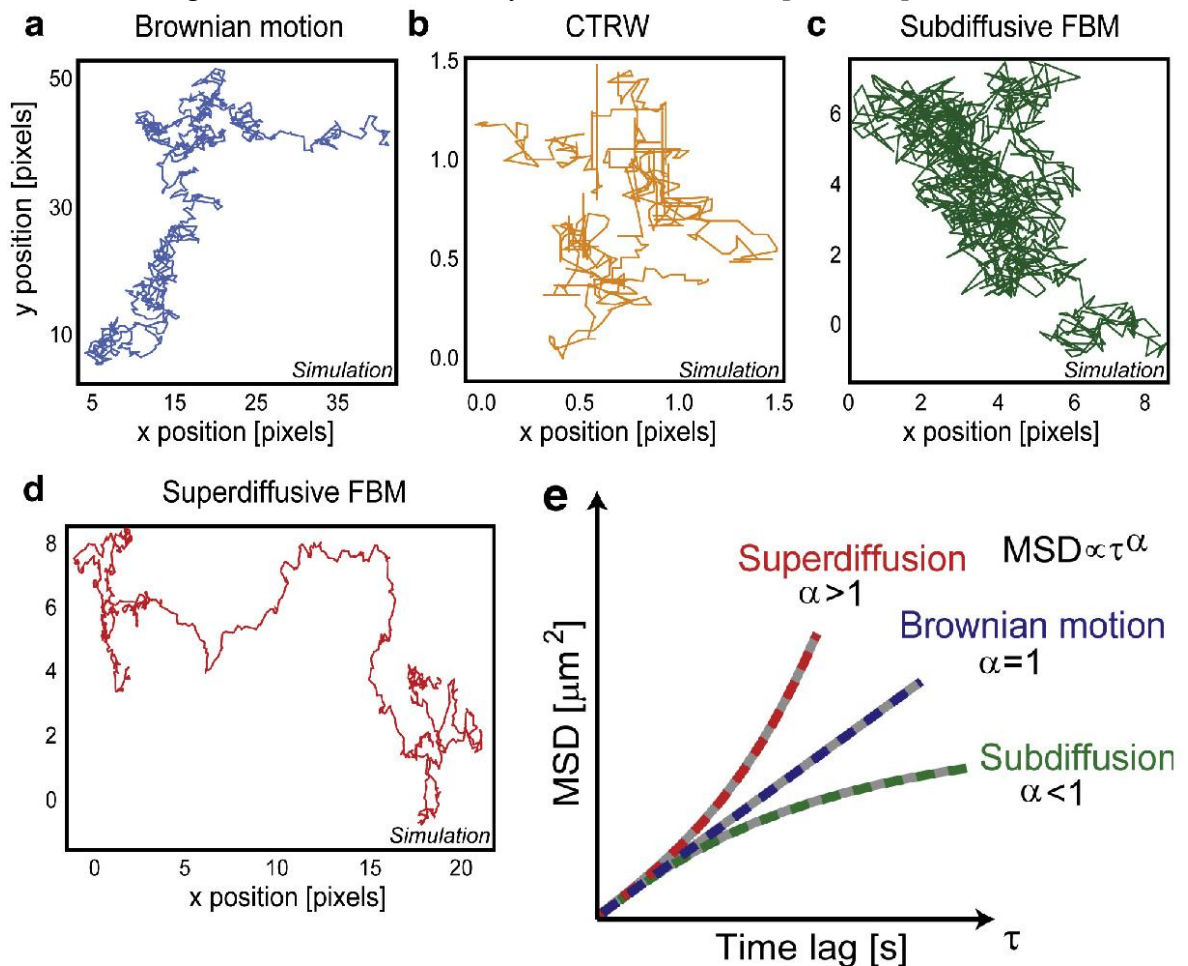 a
Brownian motion
y position [pixels]
50
30
10
Simulation
5 15 25 35
x position [pixels]
b
CTRW
1.5
1.0
0.5
0.0
Simulation
0.0 0.5 1.0 1.5
x position [pixels]
c
Subdiffusive FBM
6
4
2
0
Simulation
0 2 4 6 8
x position [pixels]
d
Superdiffusive FBM
8
6
4
2
0
Simulation
0 5 10 15 20
x position [pixels]
e
MSD [μm²]
Superdiffusion
α>1
MSD∝τ^α
Brownian motion
α=1
Subdiffusion
α<1
Time lag [s]
τ